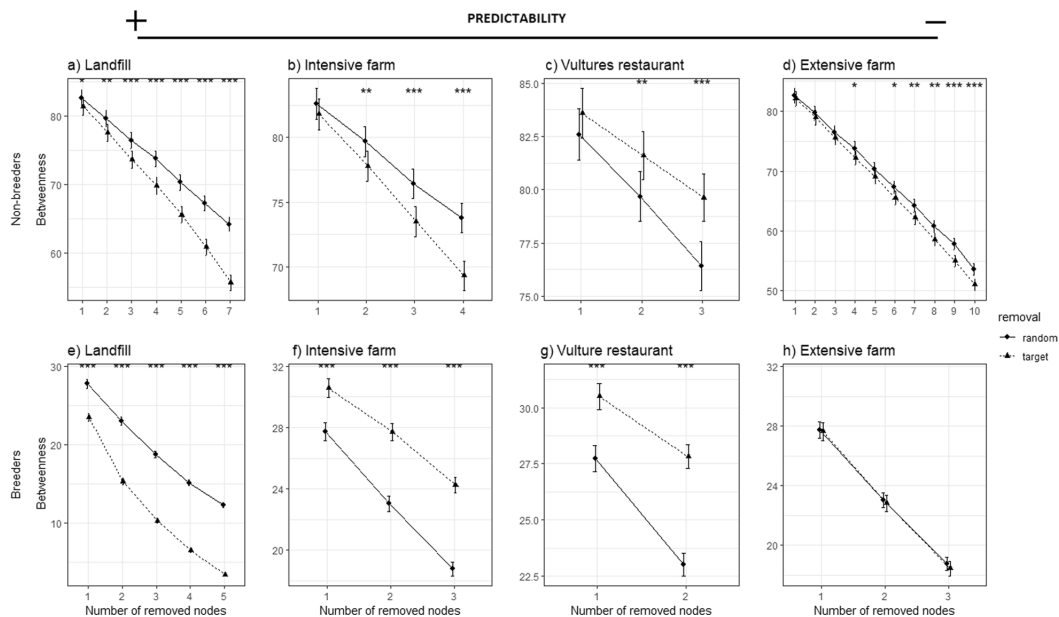 PREDICTABILITY
+ −
a) Landfill
b) Intensive farm
c) Vultures restaurant
d) Extensive farm
* ** *** *** *** *** ***
** *** ***
** ***
* * ** ** *** ***
Non-breeders
Betweenness
80
70
60
1 2 3 4 5 6 7
80
75
70
1 2 3 4
85.0
82.5
80.0
77.5
75.0
1 2 3
80
70
60
50
1 2 3 4 5 6 7 8 9 10
removal
random
target
e) Landfill
f) Intensive farm
g) Vulture restaurant
h) Extensive farm
*** *** *** *** ***
*** *** ***
*** ***
Breeders
Betweenness
30
20
10
1 2 3 4 5
Number of removed nodes
32
28
24
20
1 2 3
Number of removed nodes
30.0
27.5
25.0
22.5
1 2
Number of removed nodes
32
28
24
20
1 2 3
Number of removed nodes